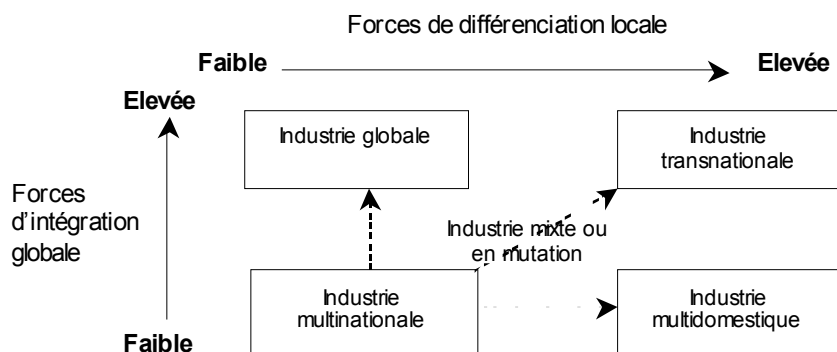 Forces de différenciation locale
Faible
Elevée
Elevée
Industrie globale
Industrie
transnationale
Forces
d'intégration
globale
Industrie mixte ou
en mutation
Industrie
multinationale
Industrie
multidomestique
Faible